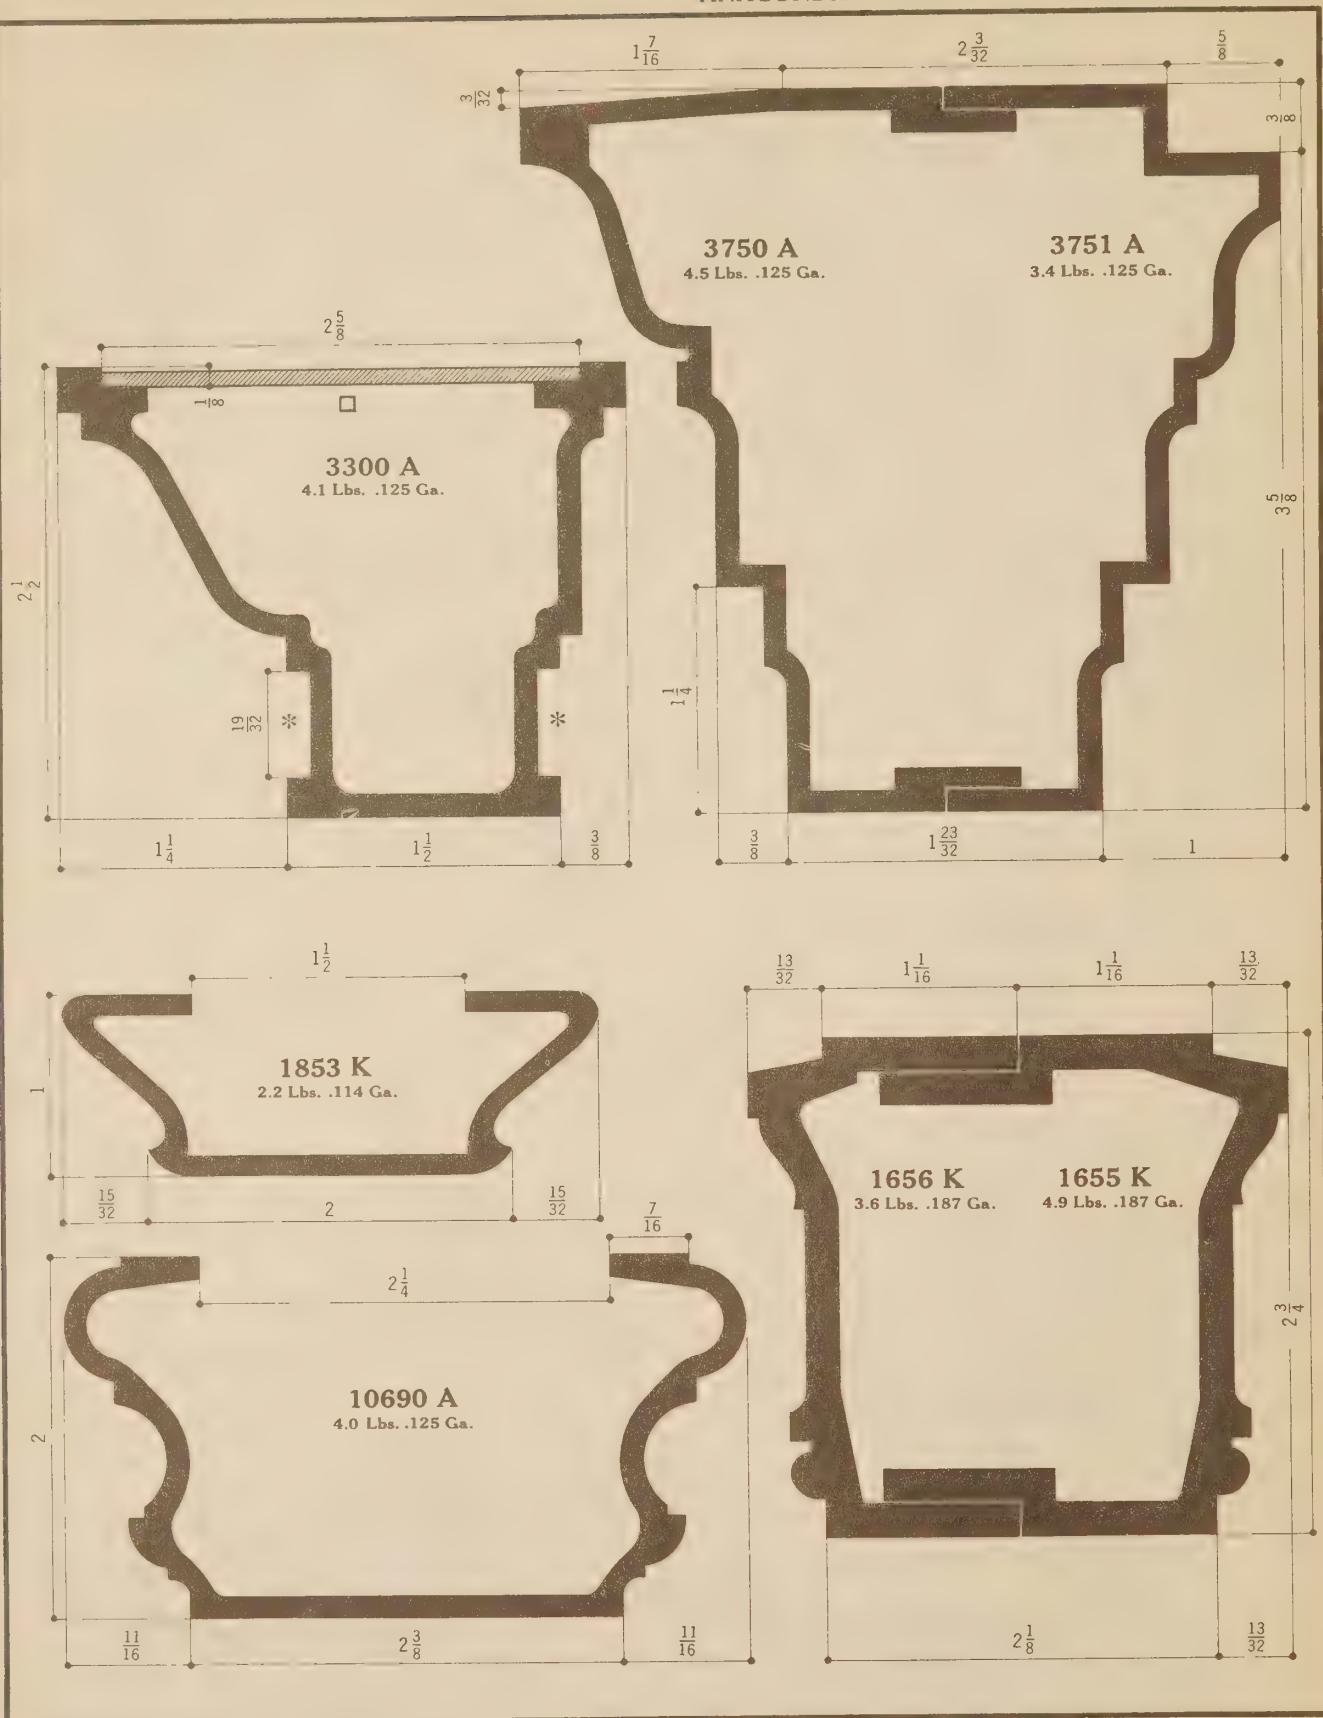 1 7/16
2 3/32
5/8
3/32
3/8
3750 A
4.5 Lbs. .125 Ga.
3751 A
3.4 Lbs. .125 Ga.
2 5/8
1/8
3300 A
4.1 Lbs. .125 Ga.
3 5/8
2 1/2
1 1/4
19/32
*
*
1 1/4
1 1/2
3/8
3/8
1 23/32
1
1 1/2
13/32
1 1/16
1 1/16
13/32
1853 K
2.2 Lbs. .114 Ga.
1
15/32
2
15/32
7/16
1656 K
3.6 Lbs. .187 Ga.
1655 K
4.9 Lbs. .187 Ga.
2 1/4
2 3/4
10690 A
4.0 Lbs. .125 Ga.
2
11/16
2 3/8
11/16
2 1/8
13/32